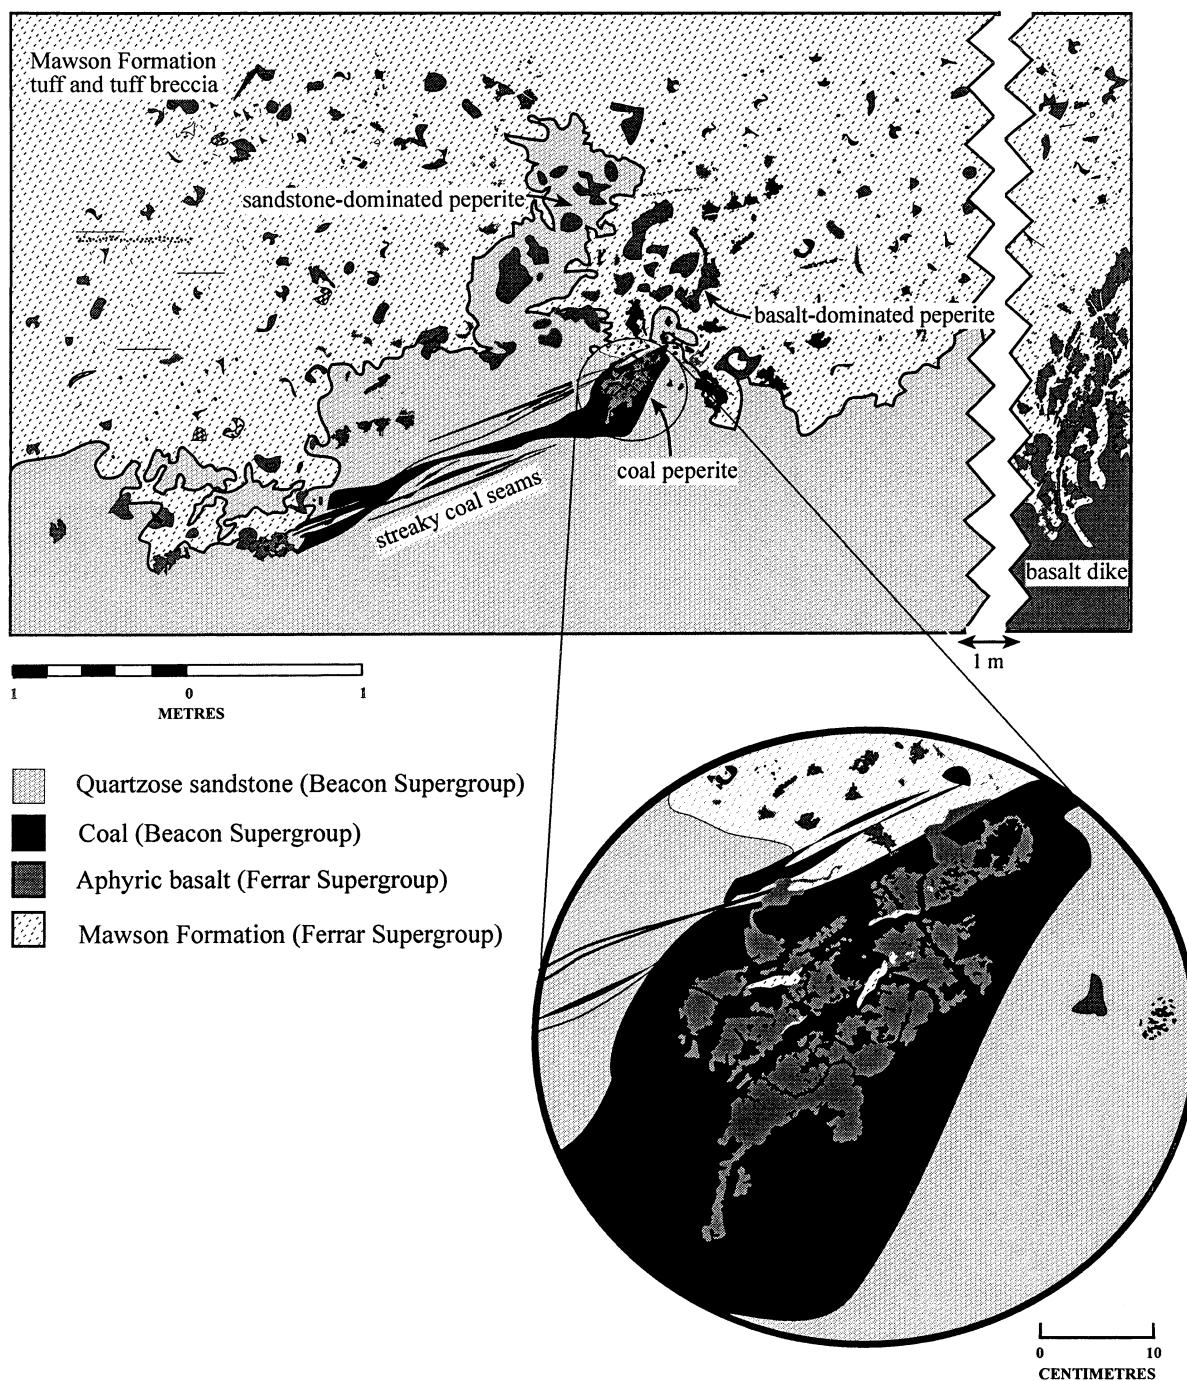 Mawson Formation
tuff and tuff breccia
sandstone-dominated peperite
basalt-dominated peperite
coal peperite
streaky coal seams
basalt dike
1 m
1 0 1
METRES
Quartzose sandstone (Beacon Supergroup)
Coal (Beacon Supergroup)
Aphyric basalt (Ferrar Supergroup)
Mawson Formation (Ferrar Supergroup)
0 10
CENTIMETRES